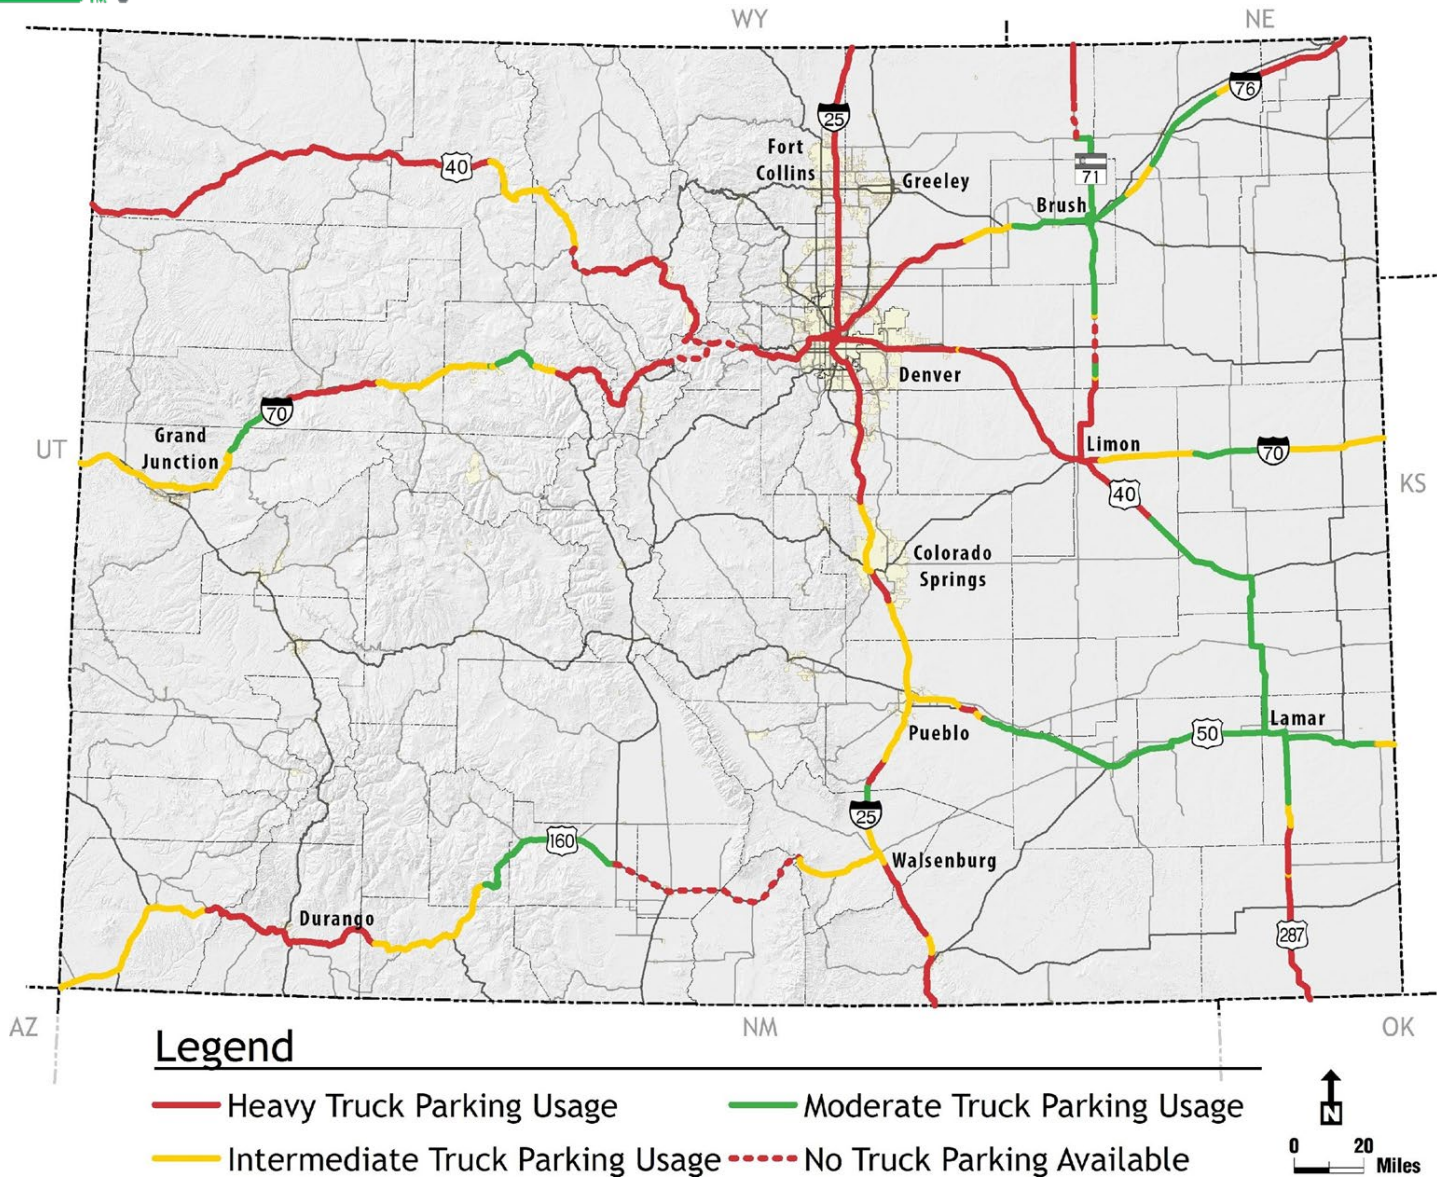 WY
NE
76
25
Fort
Collins
40
71
Greeley
Brush
Denver
70
Grand
Junction
UT
Limon
70
KS
40
Colorado
Springs
Pueblo
50
Lamar
25
160
Walsenburg
Durango
287
AZ
NM
OK
Legend
Heavy Truck Parking Usage
Moderate Truck Parking Usage
Intermediate Truck Parking Usage
No Truck Parking Available
N
0 20
Miles